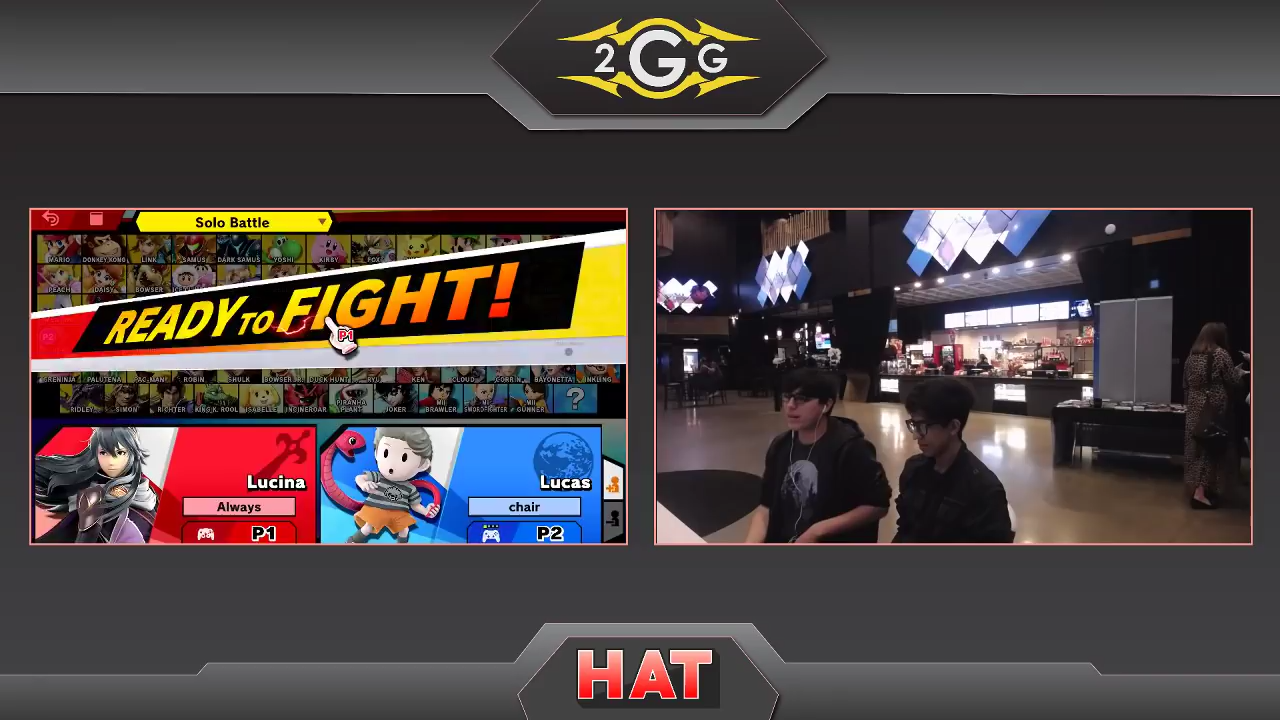 2GG
Solo Battle
MARIO DONKEY KONG LINK SAMUS DARK SAMUS YOSHI KIRBY FOX
PEACH DAISY BOWSER
READY TO FIGHT!
P1
GRENINJA PALUTENA PAC-MAN ROBIN SHULK BOWSER JR. DUCK HUNT RYU KEN CLOUD CORRIN BAYONETTA INKLING
RIDLEY SIMON RICHTER KING K. ROOL ISABELLE INCINEROAR PIRANHA PLANT JOKER MII BRAWLER MII SWORDFIGHTER MII GUNNER ?
Lucina
Always
P1
Lucas
chair
P2
HAT